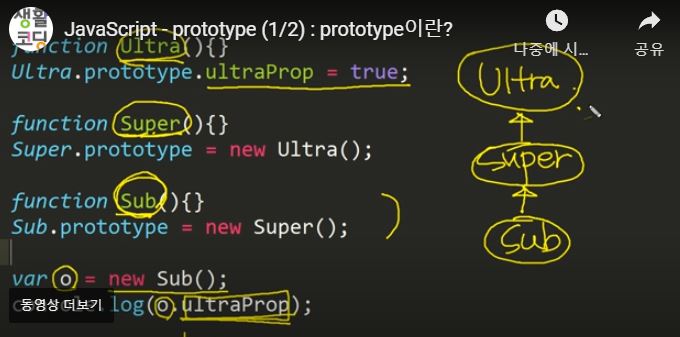 생활
코딩
JavaScript - prototype (1/2) : prototype이란?
나중에 시...
공유
function Ultra(){}
Ultra.prototype.ultraProp = true;
function Super(){}
Super.prototype = new Ultra();
function Sub(){}
Sub.prototype = new Super();
var o = new Sub();
동영상 더보기
.log(o.ultraProp);
Ultra
Super
Sub